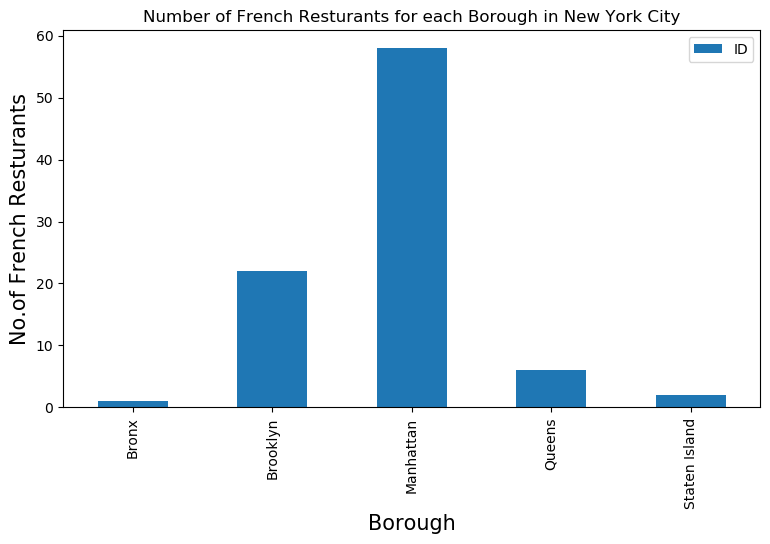 Number of French Resturants for each Borough in New York City
ID
No.of French Resturants
60
50
40
30
20
10
0
Bronx
Brooklyn
Manhattan
Queens
Staten Island
Borough